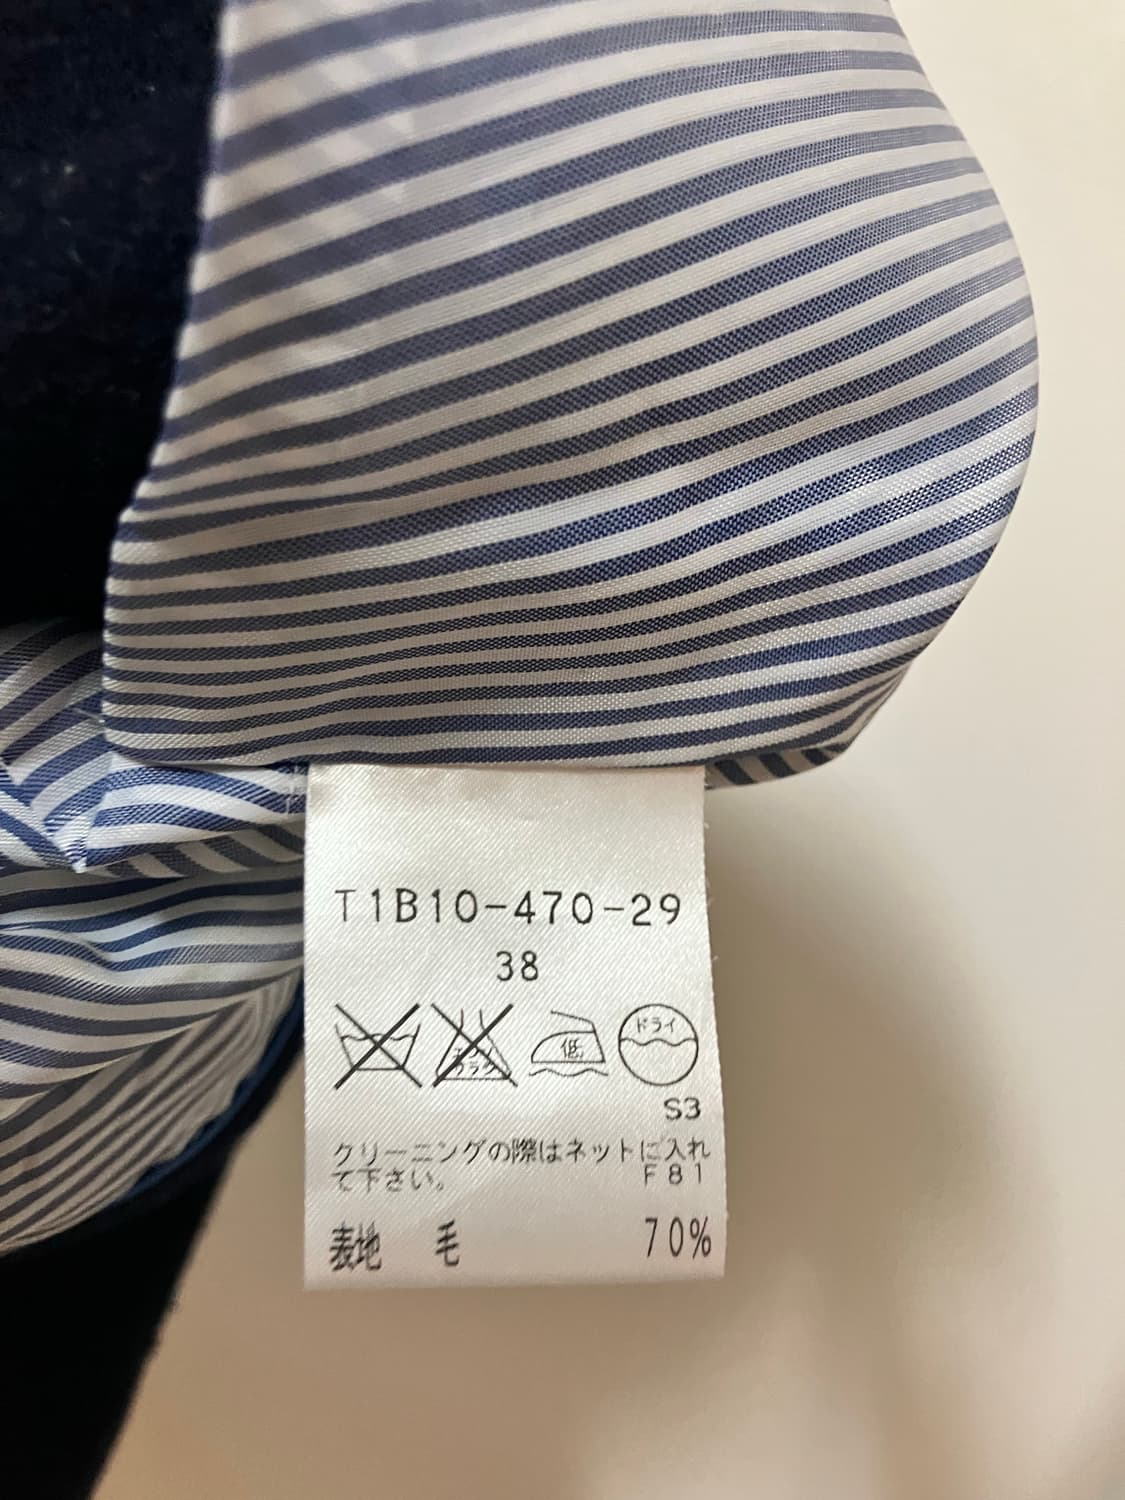 T1B10-470-29
38
低
ドライ
S3
クリーニングの際はネットに入れ
て下さい。 F81
表地 毛 70%